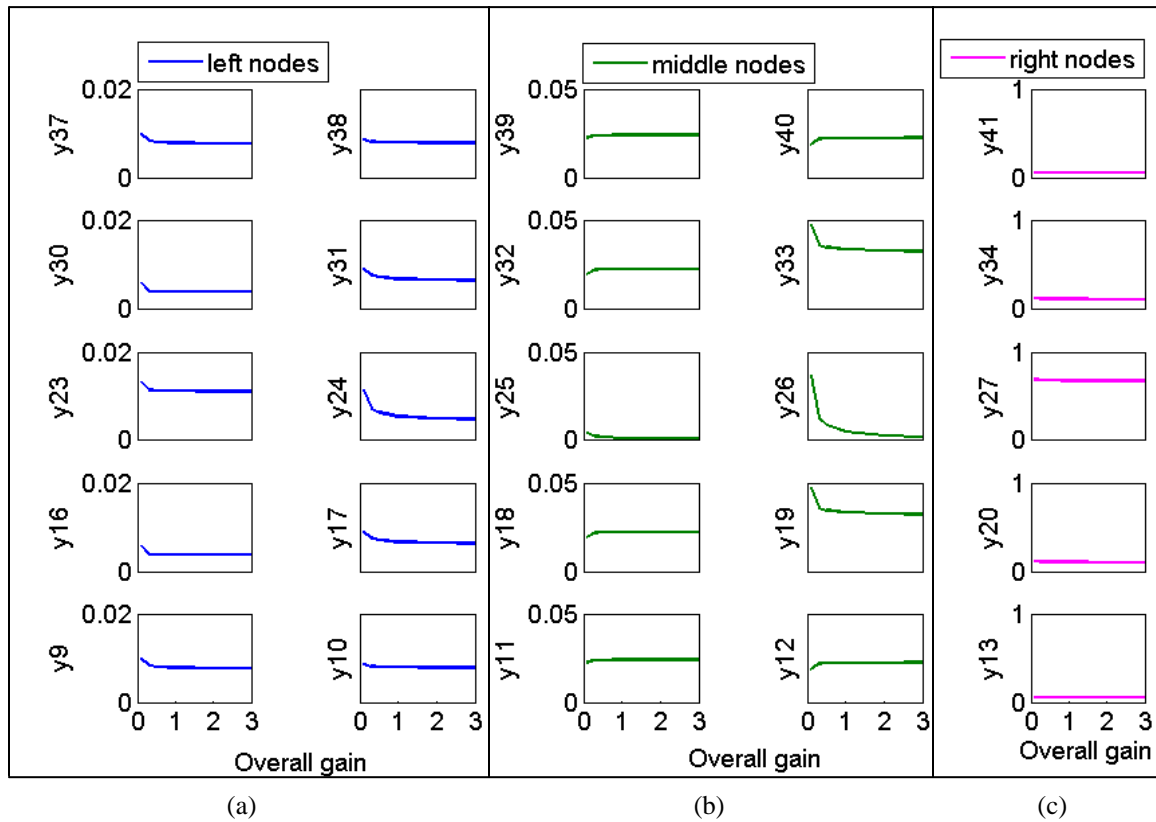 left nodes
middle nodes
right nodes
0.02
y37
0
y38
0.05
y39
0
y40
1
y41
0
0.02
y30
0
y31
0.05
y32
0
y33
1
y34
0
0.02
y23
0
y24
0.05
y25
0
y26
1
y27
0
0.02
y16
0
y17
0.05
y18
0
y19
1
y20
0
0.02
y9
0
y10
0.05
y11
0
y12
1
y13
0
0 1 2 3
0 1 2 3
0 1 2 3
0 1 2 3
0 1 2 3
Overall gain
Overall gain
Overall gain
(a)
(b)
(c)